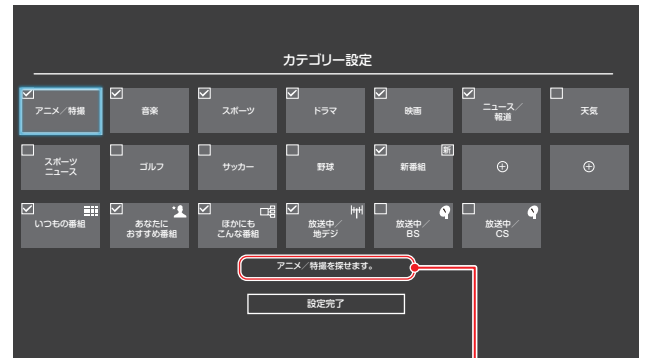 カテゴリー設定
アニメ／特撮
音楽
スポーツ
ドラマ
映画
ニュース／
報道
天気
スポーツ
ニュース
ゴルフ
サッカー
野球
新
新番組
いつもの番組
あなたに
おすすめ番組
ほかにも
こんな番組
放送中／
地デジ
放送中／
BS
放送中／
CS
アニメ／特撮を探せます。
設定完了